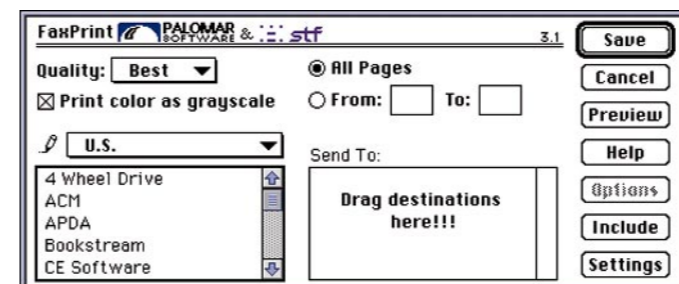 FaxPrint PALOMAR SOFTWARE & stf 3.1
Quality: Best
Print color as grayscale
All Pages
From: To:
U.S.
4 Wheel Drive
ACM
APDA
Bookstream
CE Software
Send To:
Drag destinations
here!!!
Save
Cancel
Preview
Help
Options
Include
Settings